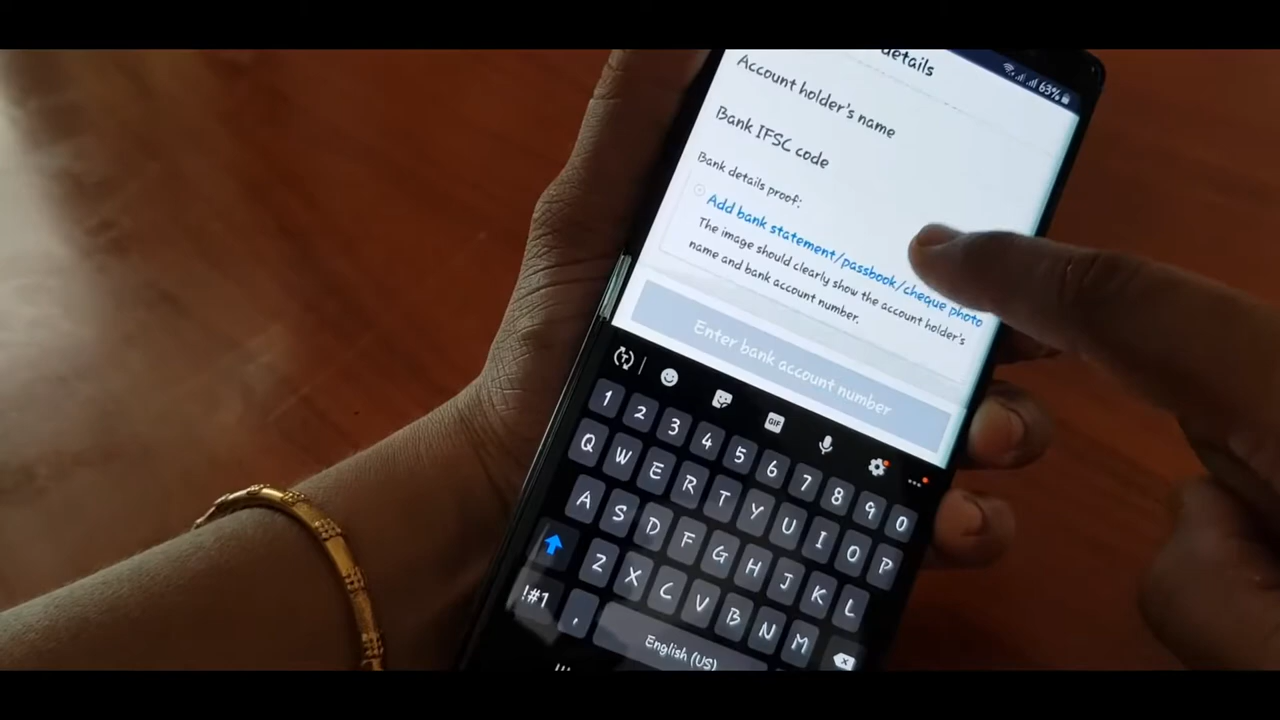 details
63%
Account holder's name
Bank IFSC code
Bank details proof:
Add bank statement/passbook/cheque photo
The image should clearly show the account holder's
name and bank account number.
Enter bank account number
GIF
1 2 3 4 5 6 7 8 9 0
Q W E R T Y U I O P
A S D F G H J K L
Z X C V B N M
!#1 , English (US)